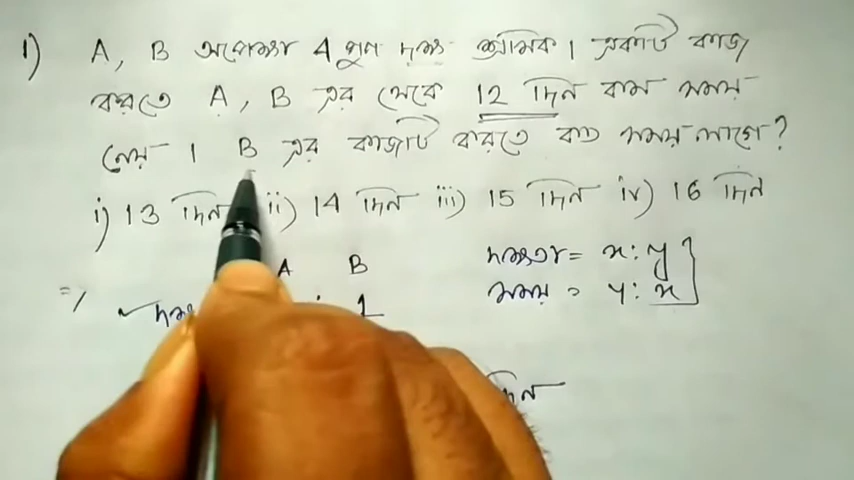 1) A, B অপেক্ষা 4 গুণ দক্ষ শ্রমিক। একটি কাজ
করতে A, B এর থেকে 12 দিন কম সময়
নেয়। B এর কাজটি করতে কত সময় লাগে?
i) 13 দিন ii) 14 দিন iii) 15 দিন iv) 16 দিন
A B দক্ষতা = x : y
=> : 1 সময় = y : x
দিন